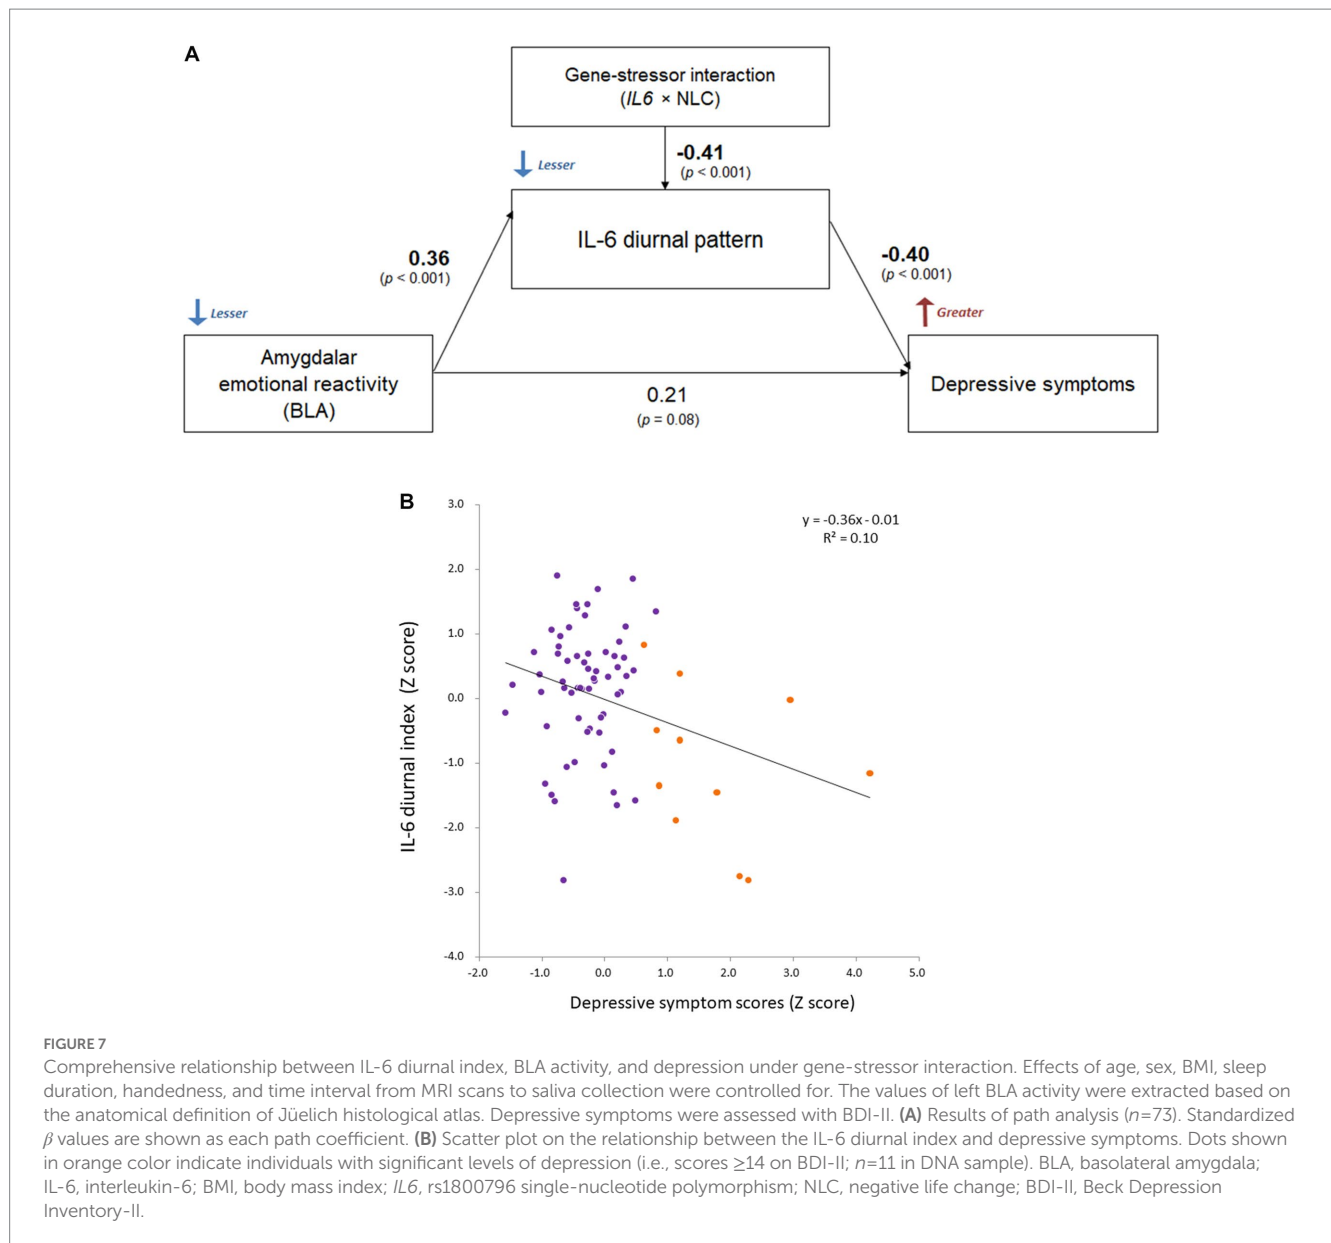 A
Gene-stressor interaction
(IL6 × NLC)
-0.41
(p < 0.001)
Lesser
IL-6 diurnal pattern
0.36
(p < 0.001)
-0.40
(p < 0.001)
Lesser
Greater
Amygdalar
emotional reactivity
(BLA)
Depressive symptoms
0.21
(p = 0.08)
B
y = -0.36x - 0.01
R² = 0.10
IL-6 diurnal index (Z score)
3.0
2.0
1.0
0.0
-1.0
-2.0
-3.0
-4.0
-2.0 -1.0 0.0 1.0 2.0 3.0 4.0 5.0
Depressive symptom scores (Z score)
FIGURE 7
Comprehensive relationship between IL-6 diurnal index, BLA activity, and depression under gene-stressor interaction. Effects of age, sex, BMI, sleep
duration, handedness, and time interval from MRI scans to saliva collection were controlled for. The values of left BLA activity were extracted based on
the anatomical definition of Jüelich histological atlas. Depressive symptoms were assessed with BDI-II. (A) Results of path analysis (n=73). Standardized
β values are shown as each path coefficient. (B) Scatter plot on the relationship between the IL-6 diurnal index and depressive symptoms. Dots shown
in orange color indicate individuals with significant levels of depression (i.e., scores ≥14 on BDI-II; n=11 in DNA sample). BLA, basolateral amygdala;
IL-6, interleukin-6; BMI, body mass index; IL6, rs1800796 single-nucleotide polymorphism; NLC, negative life change; BDI-II, Beck Depression
Inventory-II.